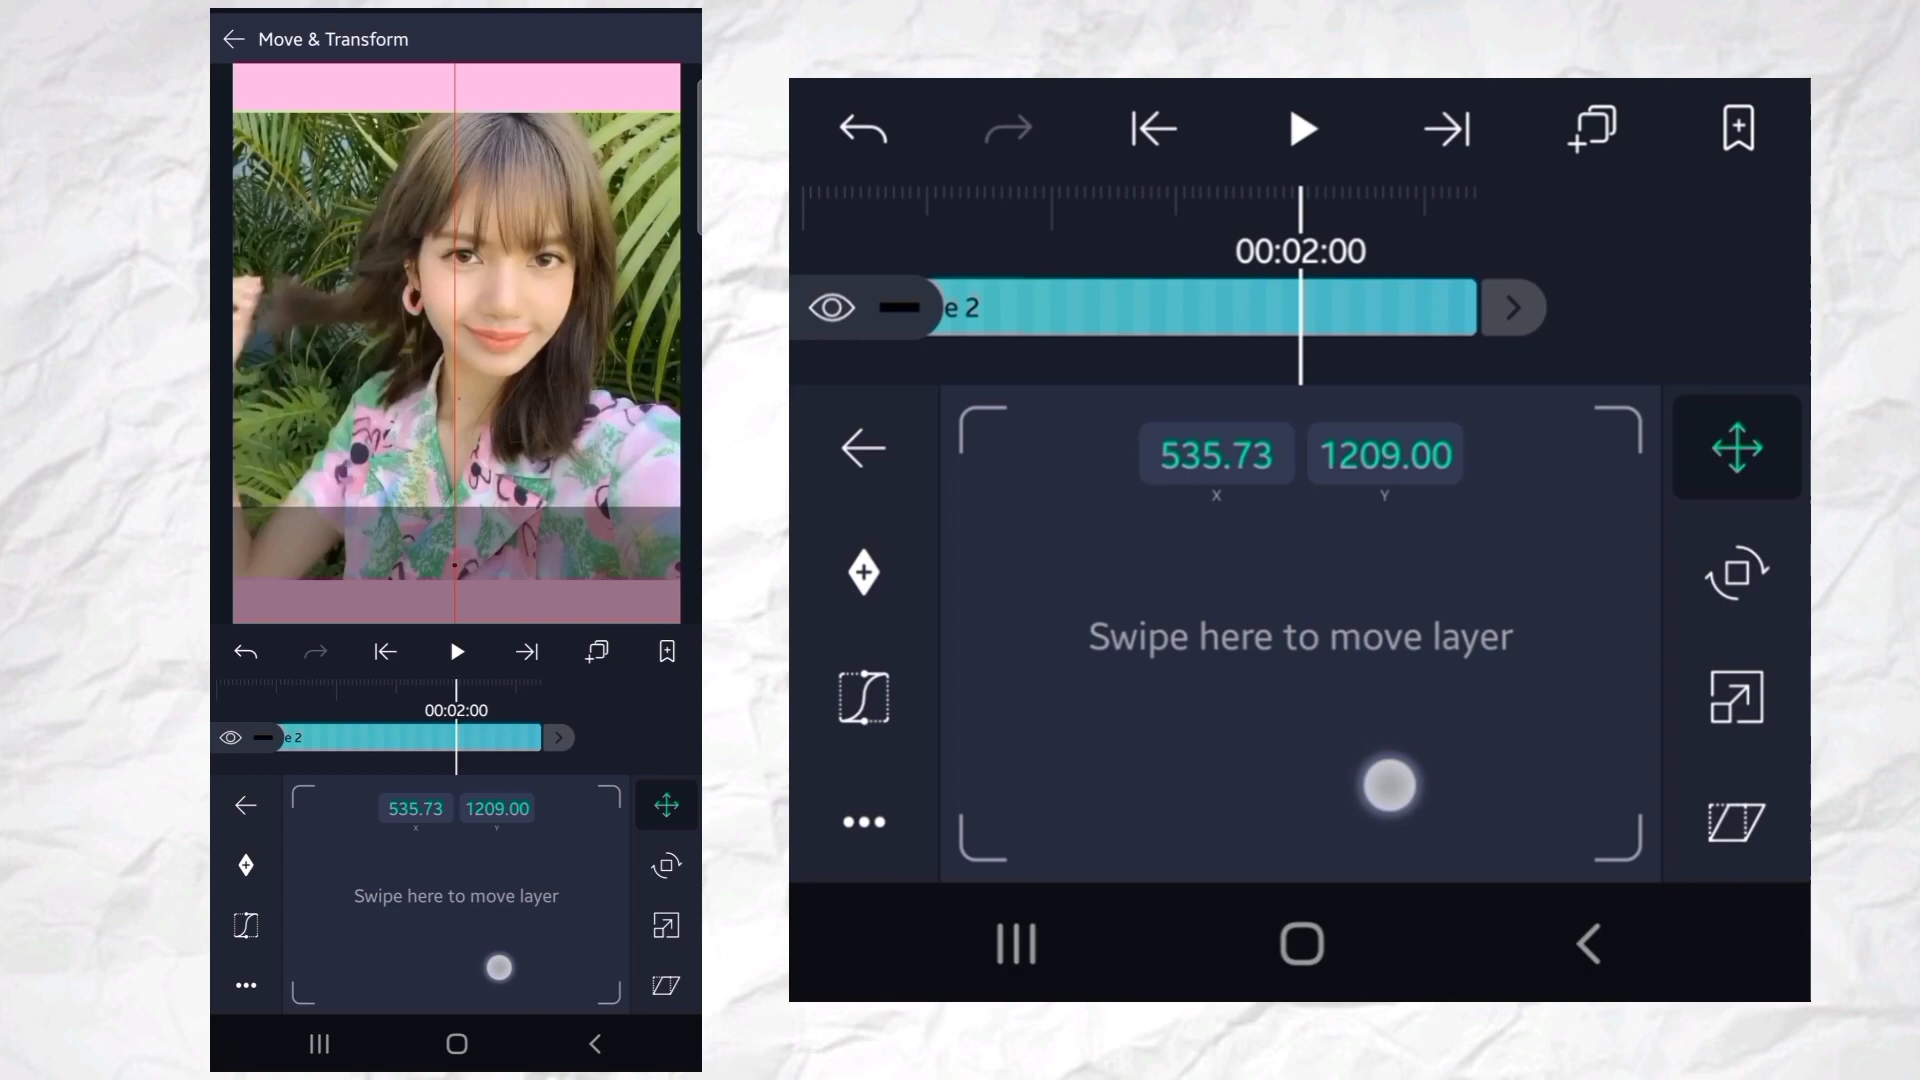 Move & Transform
00:02:00
e 2
535.73 1209.00
X Y
Swipe here to move layer
00:02:00
e 2
535.73 1209.00
X Y
Swipe here to move layer